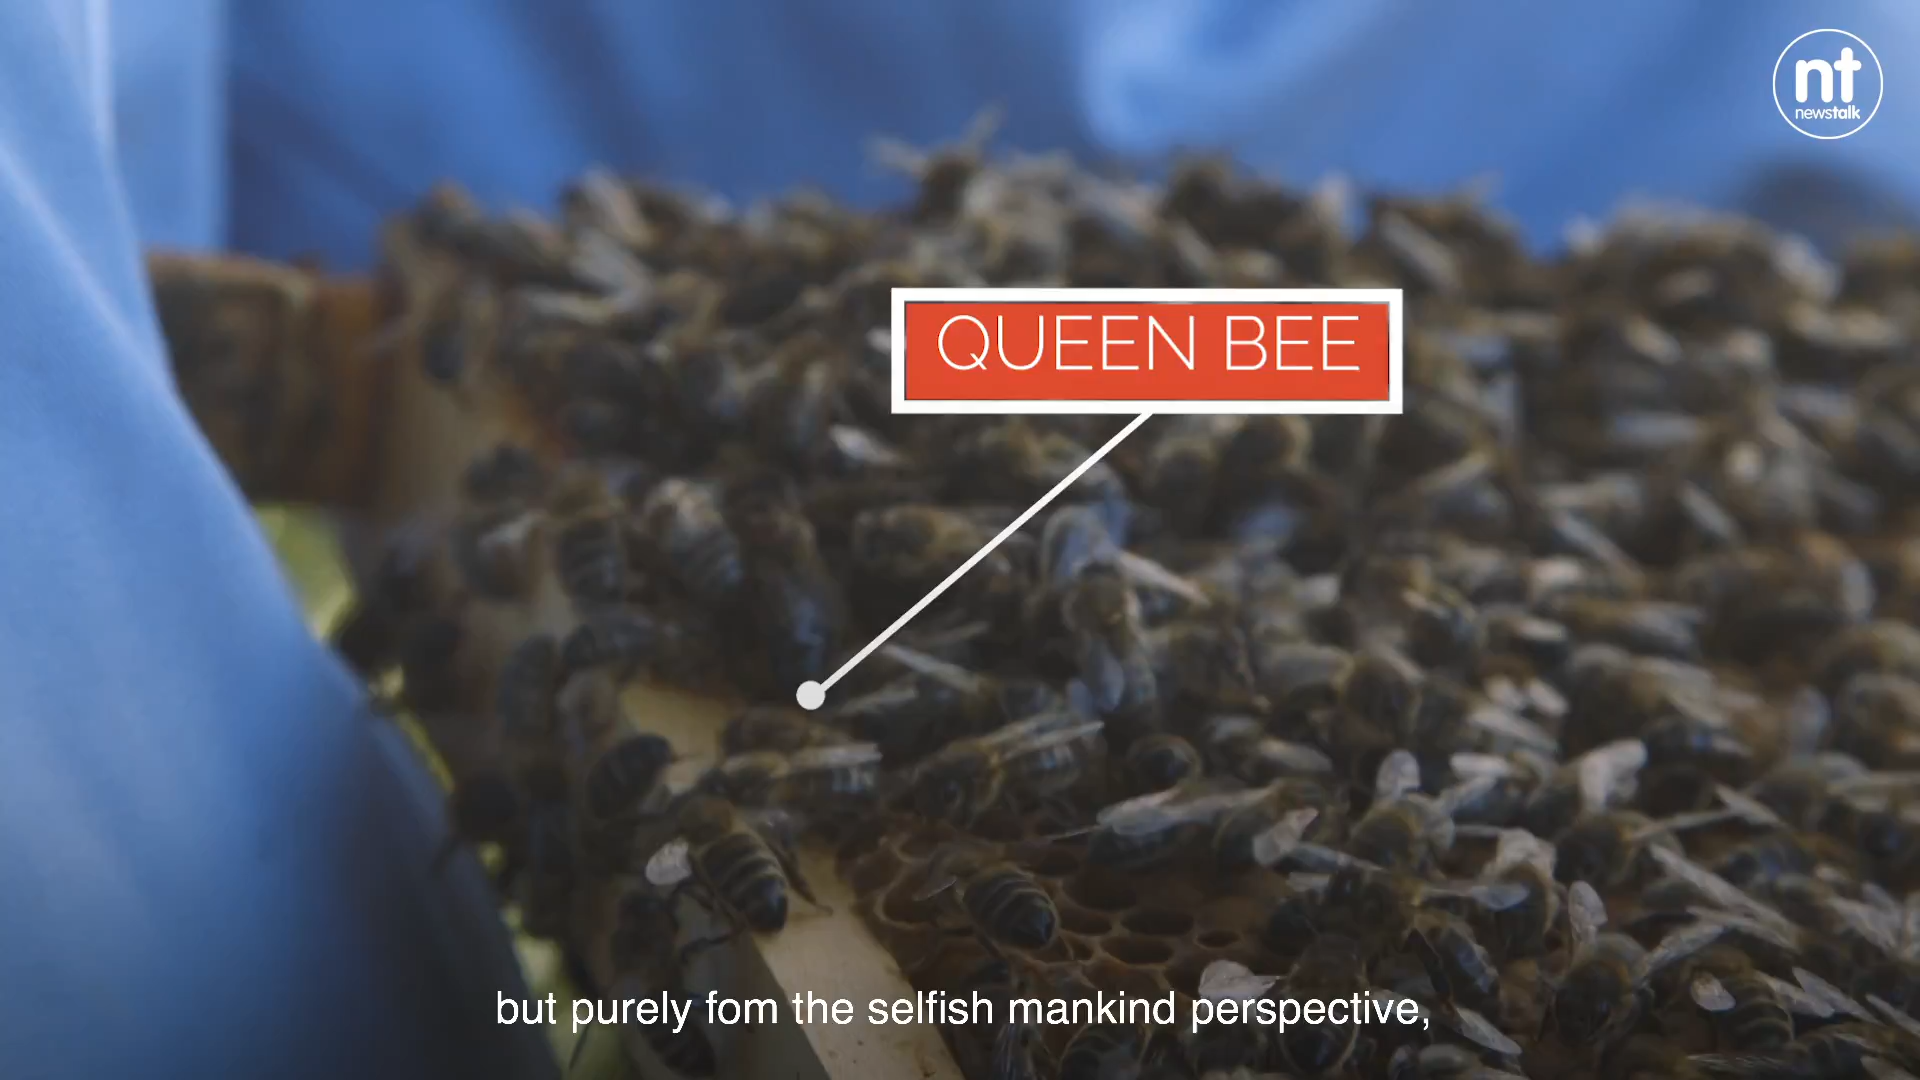 nt
newstalk
QUEEN BEE
but purely fom the selfish mankind perspective,